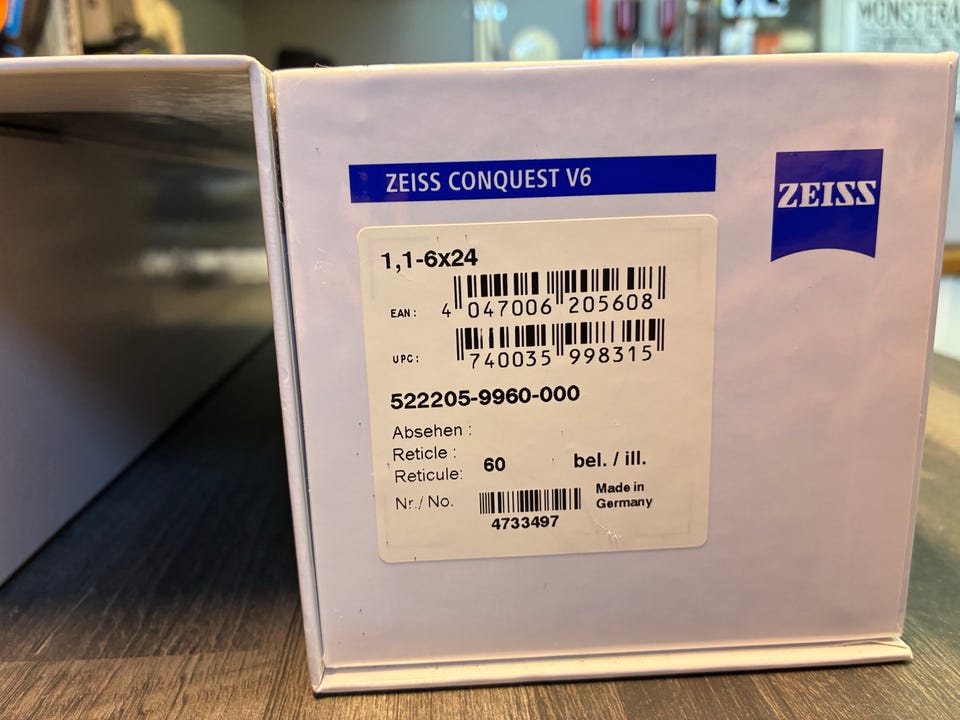 MONSTERA
ZEISS CONQUEST V6
ZEISS
1,1-6x24
EAN: 4 047006 205608
UPC: 740035 998315
522205-9960-000
Absehen :
Reticle :
Reticule: 60 bel. / ill.
Nr./ No. Made in
Germany
4733497